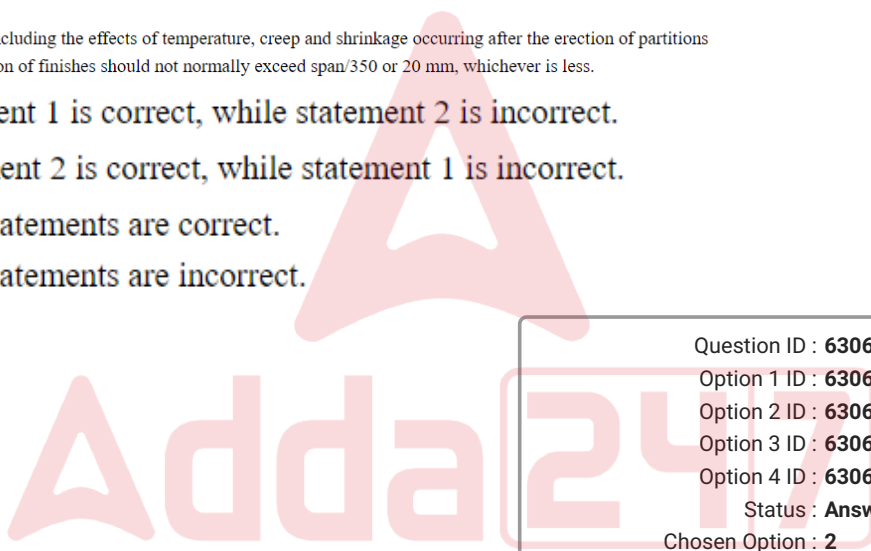 cluding the effects of temperature, creep and shrinkage occurring after the erection of partitions
on of finishes should not normally exceed span/350 or 20 mm, whichever is less.
ent 1 is correct, while statement 2 is incorrect.
ent 2 is correct, while statement 1 is incorrect.
atements are correct.
atements are incorrect.
Question ID : 6306
Option 1 ID : 6306
Option 2 ID : 6306
Option 3 ID : 6306
Option 4 ID : 6306
Status : Answ
Chosen Option : 2
Adda 247